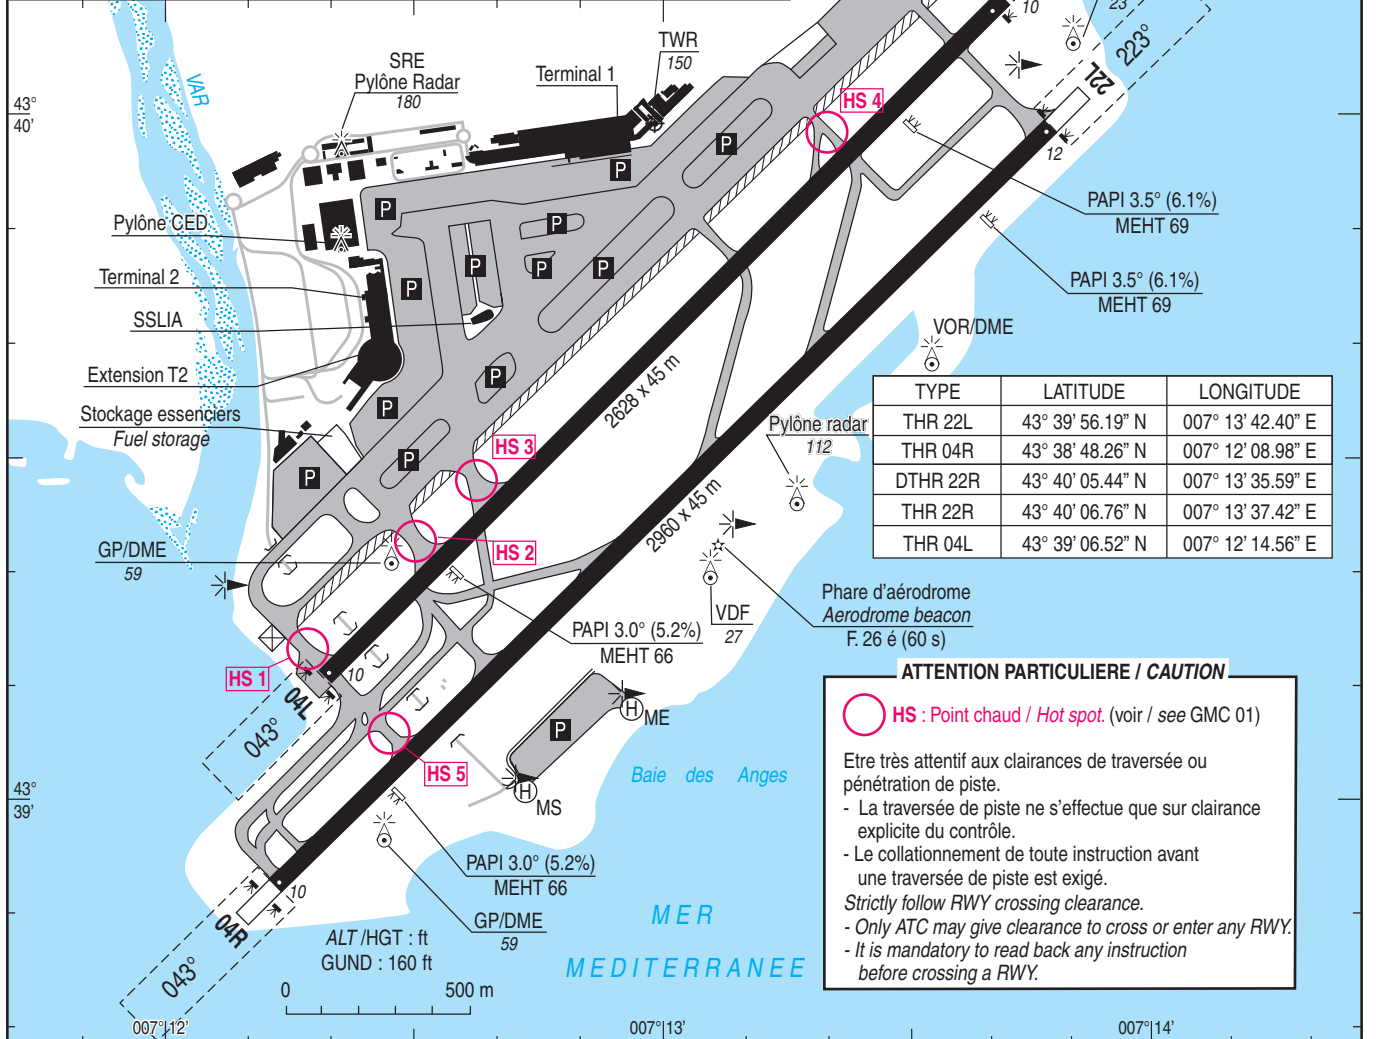 10
23
223°
22L
12
VAR
SRE
Pylône Radar
180
TWR
150
Terminal 1
HS 4
43°
40'
P
P
P
P
P
P
P
P
P
P
P
P
P
P
Pylône CED
Terminal 2
SSLIA
Extension T2
Stockage essenciers
Fuel storage
PAPI 3.5° (6.1%)
MEHT 69
PAPI 3.5° (6.1%)
MEHT 69
VOR/DME
2628 x 45 m
2960 x 45 m
Pylône radar
112
TYPE LATITUDE LONGITUDE
THR 22L 43° 39' 56.19" N 007° 13' 42.40" E
THR 04R 43° 38' 48.26" N 007° 12' 08.98" E
DTHR 22R 43° 40' 05.44" N 007° 13' 35.59" E
THR 22R 43° 40' 06.76" N 007° 13' 37.42" E
THR 04L 43° 39' 06.52" N 007° 12' 14.56" E
HS 3
HS 2
GP/DME
59
VDF
27
Phare d'aérodrome
Aerodrome beacon
F. 26 é (60 s)
PAPI 3.0° (5.2%)
MEHT 66
HS 1
10
04L
043°
HS 5
H ME
H MS
Baie des Anges
43°
39'
PAPI 3.0° (5.2%)
MEHT 66
GP/DME
59
10
04R
043°
ALT /HGT : ft
GUND : 160 ft
0 500 m
MER
MEDITERRANEE
ATTENTION PARTICULIERE / CAUTION
HS : Point chaud / Hot spot. (voir / see GMC 01)
Etre très attentif aux clairances de traversée ou
pénétration de piste.
- La traversée de piste ne s'effectue que sur clairance
explicite du contrôle.
- Le collationnement de toute instruction avant
une traversée de piste est exigé.
Strictly follow RWY crossing clearance.
- Only ATC may give clearance to cross or enter any RWY.
- It is mandatory to read back any instruction
before crossing a RWY.
007° 12'
007° 13'
007° 14'